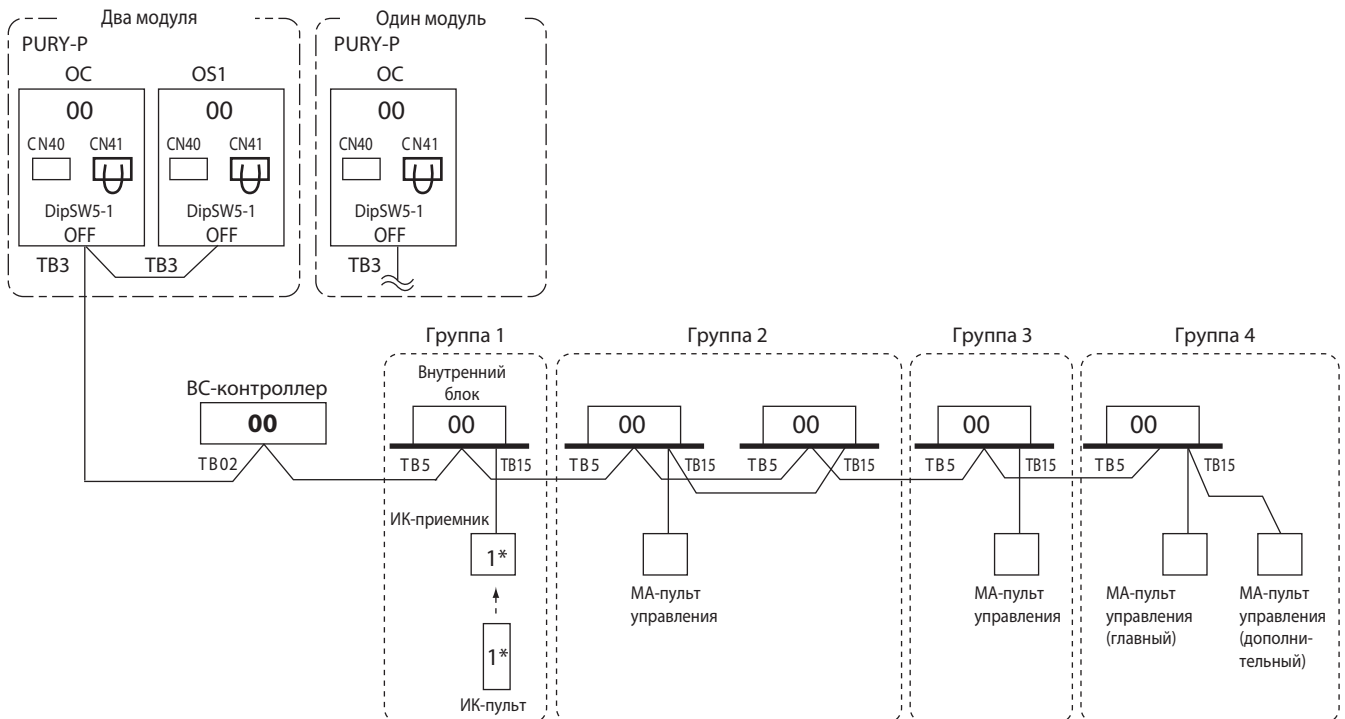 Два модуля
Один модуль
PURY-P
PURY-P
OC
OS1
OC
00
00
00
CN40
CN41
CN40
CN41
CN40
CN41
DipSW5-1
OFF
DipSW5-1
OFF
DipSW5-1
OFF
TB3
TB3
TB3
Группа 1
Группа 2
Группа 3
Группа 4
ВС-контроллер
00
TB02
Внутренний
блок
00
TB5
TB15
00
TB5
TB15
00
TB5
TB15
00
TB5
TB15
00
TB5
TB15
ИК-приемник
1*
1*
ИК-пульт
МА-пульт
управления
МА-пульт
управления
МА-пульт
управления
(главный)
МА-пульт
управления
(дополни-
тельный)